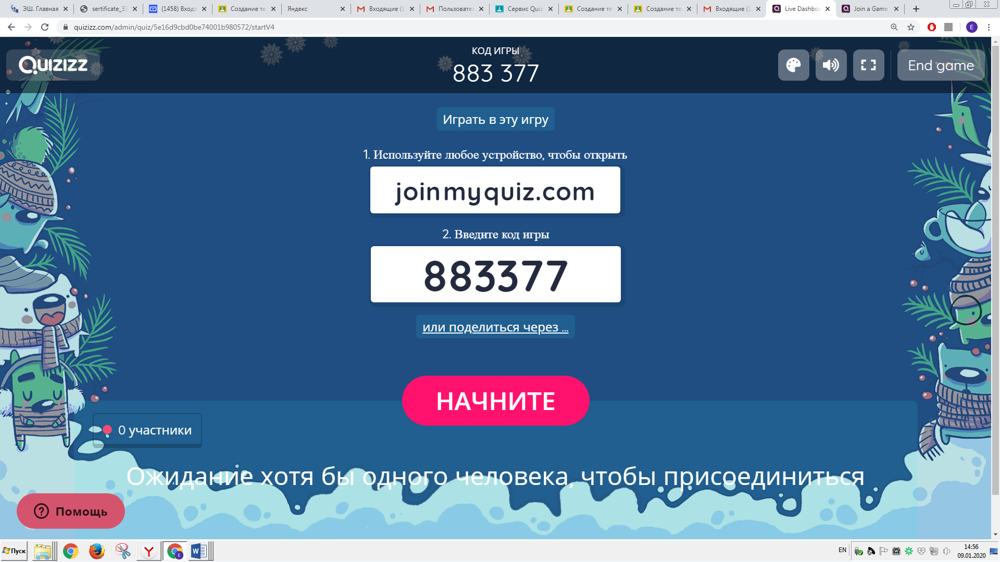 ЭШ. Главная
sertificate_33
(1458) Входя
Создание те
Яндекс
Входящие (1
Пользовател
Сервис Quiz
Создание те
Создание те
Входящие (1
Live Dashboa
Join a Game
quizizz.com/admin/quiz/5e16d9cbd0be74001b980572/startV4
E
QUIZIZZ
КОД ИГРЫ
883 377
End game
Играть в эту игру
1. Используйте любое устройство, чтобы открыть
joinmyquiz.com
2. Введите код игры
883377
или поделиться через ...
НАЧНИТЕ
0 участники
Ожидание хотя бы одного человека, чтобы присоединиться
Помощь
Пуск
EN
14:56
09.01.2020